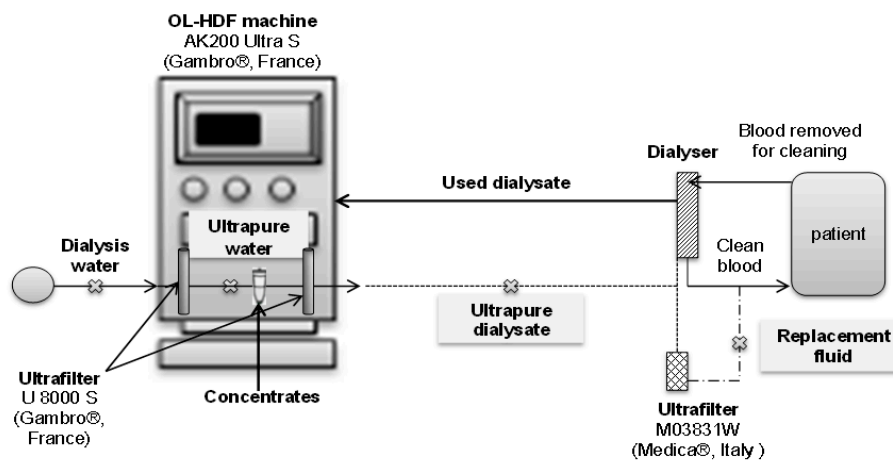 OL-HDF machine
AK200 Ultra S
(Gambro®, France)
Blood removed
for cleaning
Dialyser
Used dialysate
Ultrapure
water
Dialysis
water
Clean
blood
patient
Ultrapure
dialysate
Replacement
fluid
Ultrafilter
U 8000 S
(Gambro®,
France)
Concentrates
Ultrafilter
M03831W
(Medica®, Italy )